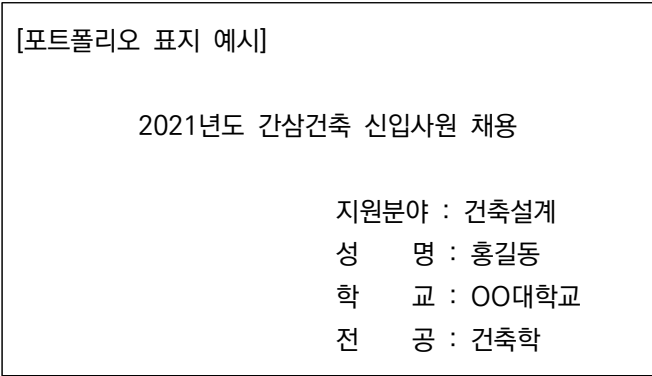 [포트폴리오 표지 예시]
2021년도 간삼건축 신입사원 채용
지원분야 : 건축설계
성 명 : 홍길동
학 교 : OO대학교
전 공 : 건축학